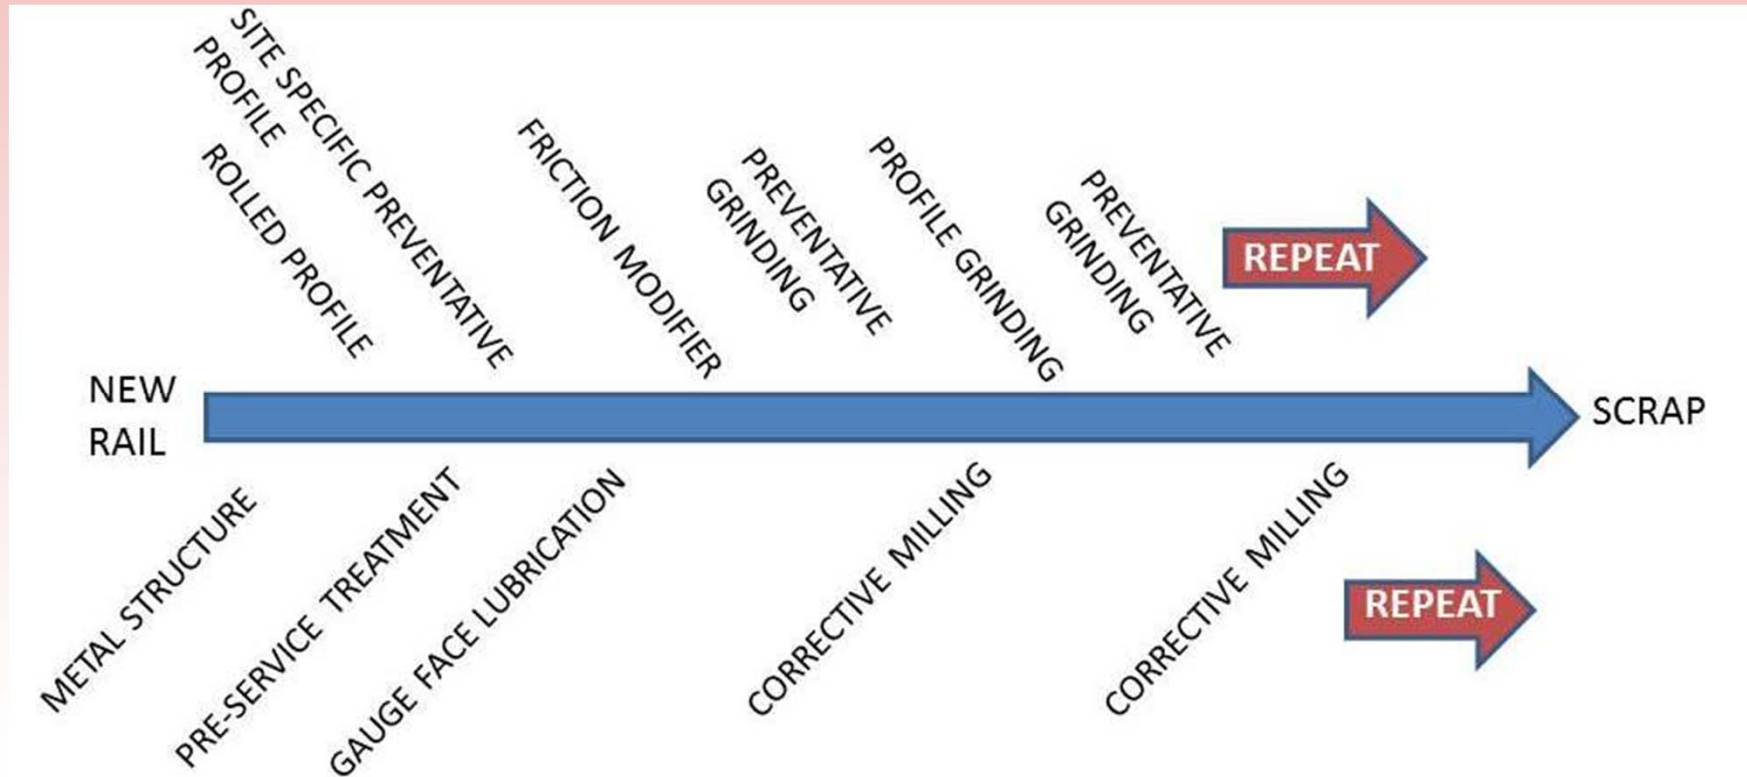 SITE SPECIFIC PREVENTATIVE
PROFILE
ROLLED PROFILE
FRICTION MODIFIER
PREVENTATIVE
GRINDING
PROFILE GRINDING
PREVENTATIVE
GRINDING
REPEAT
NEW
RAIL
SCRAP
METAL STRUCTURE
PRE-SERVICE TREATMENT
GAUGE FACE LUBRICATION
CORRECTIVE MILLING
CORRECTIVE MILLING
REPEAT